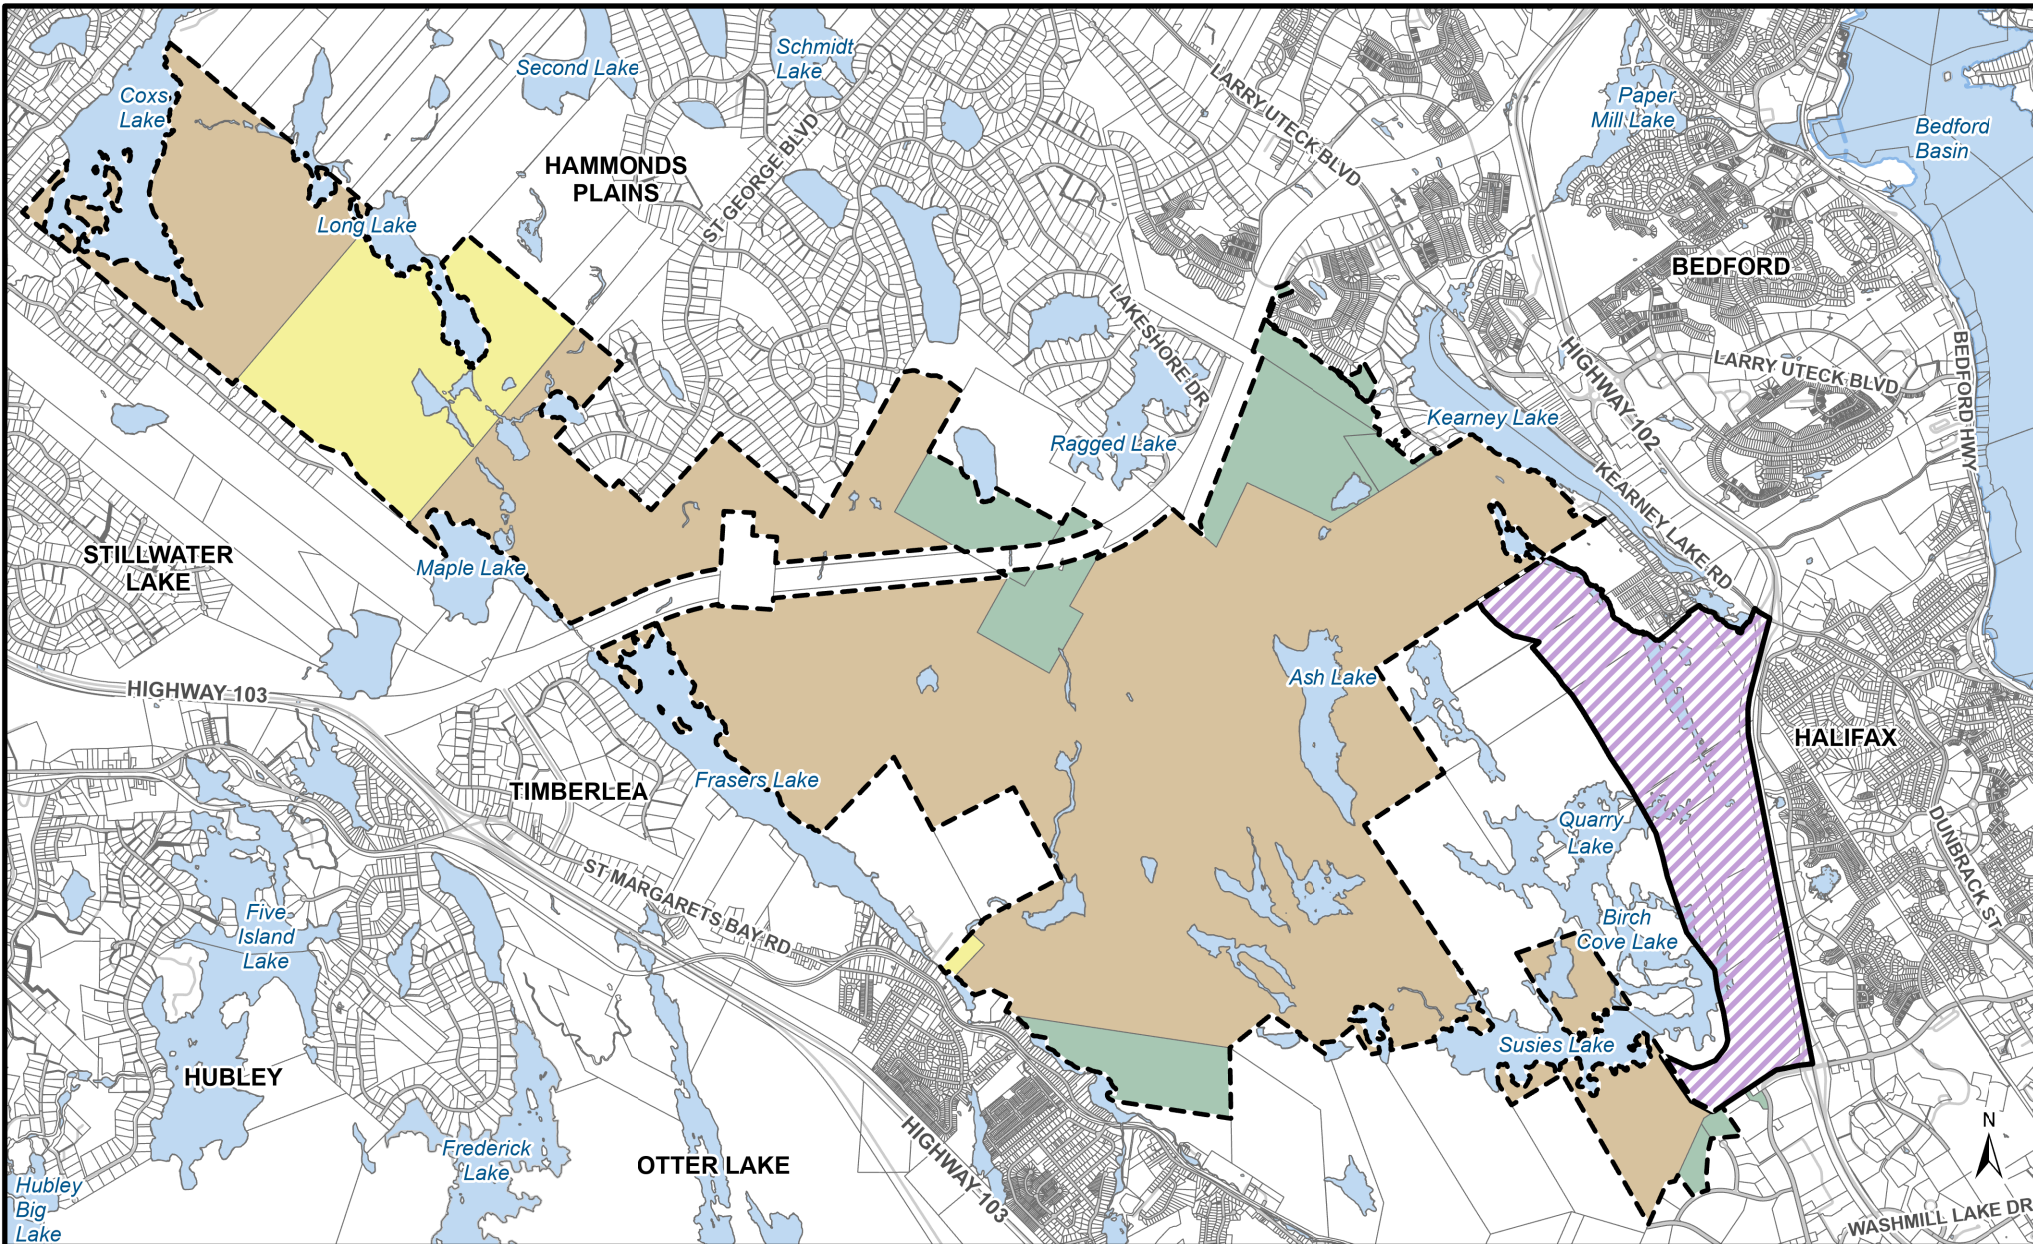 Schmidt
Lake
Second Lake
Coxs
Lake
LARRY UTECK BLVD
Paper
Mill Lake
Bedford
Basin
HAMMONDS
PLAINS
ST GEORGE BLVD
Long Lake
BEDFORD
LAKESHORE DR
HIGHWAY 102
LARRY UTECK BLVD
BEDFORD HWY
Kearney Lake
Ragged Lake
KEARNEY LAKE RD
STILLWATER
LAKE
Maple Lake
HIGHWAY 103
Ash Lake
HALIFAX
TIMBERLEA
Frasers Lake
Quarry
Lake
DUNBRACK ST
ST MARGARETS BAY RD
Five
Island
Lake
Birch
Cove Lake
Susies Lake
HUBLEY
Frederick
Lake
OTTER LAKE
HIGHWAY 103
N
Hubley
Big
Lake
WASHMILL LAKE DR